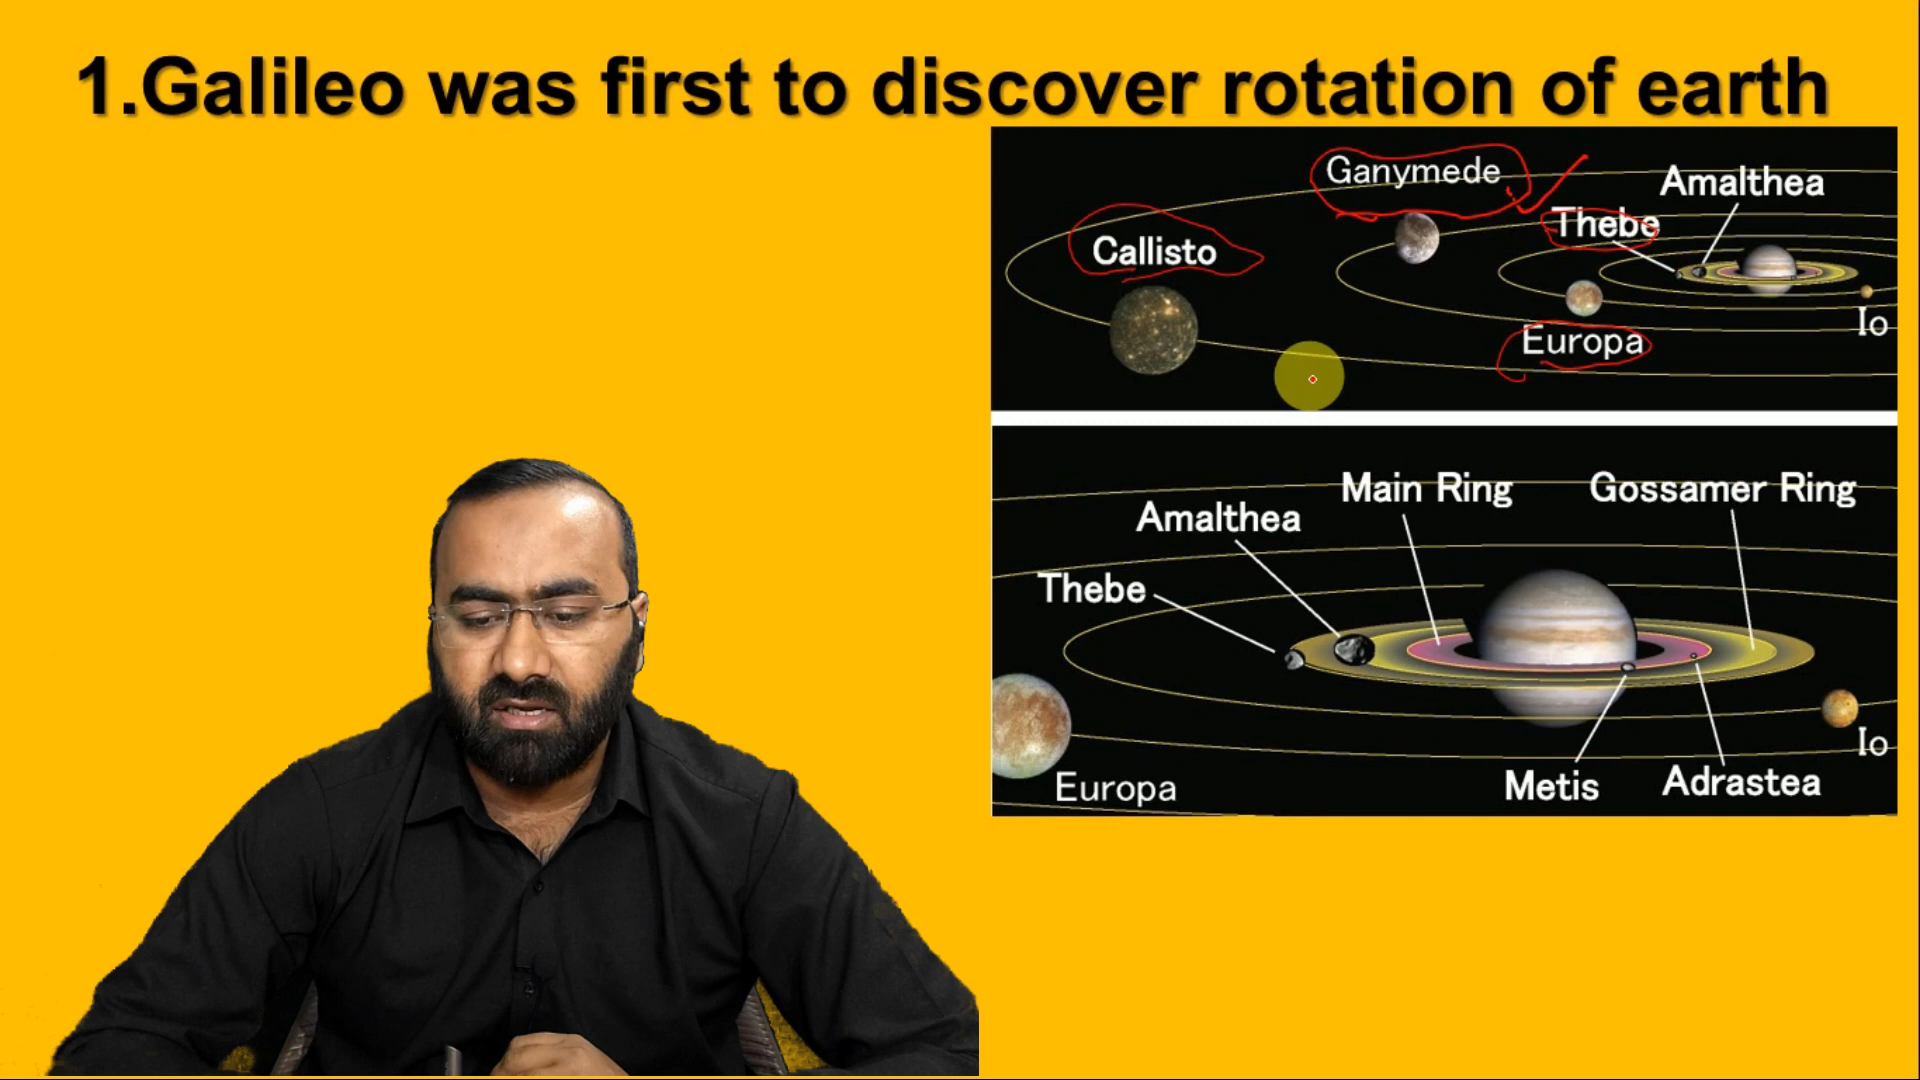 1.Galileo was first to discover rotation of earth
Ganymede
Amalthea
Thebe
Callisto
Io
Europa
Main Ring
Gossamer Ring
Amalthea
Thebe
Io
Metis
Adrastea
Europa